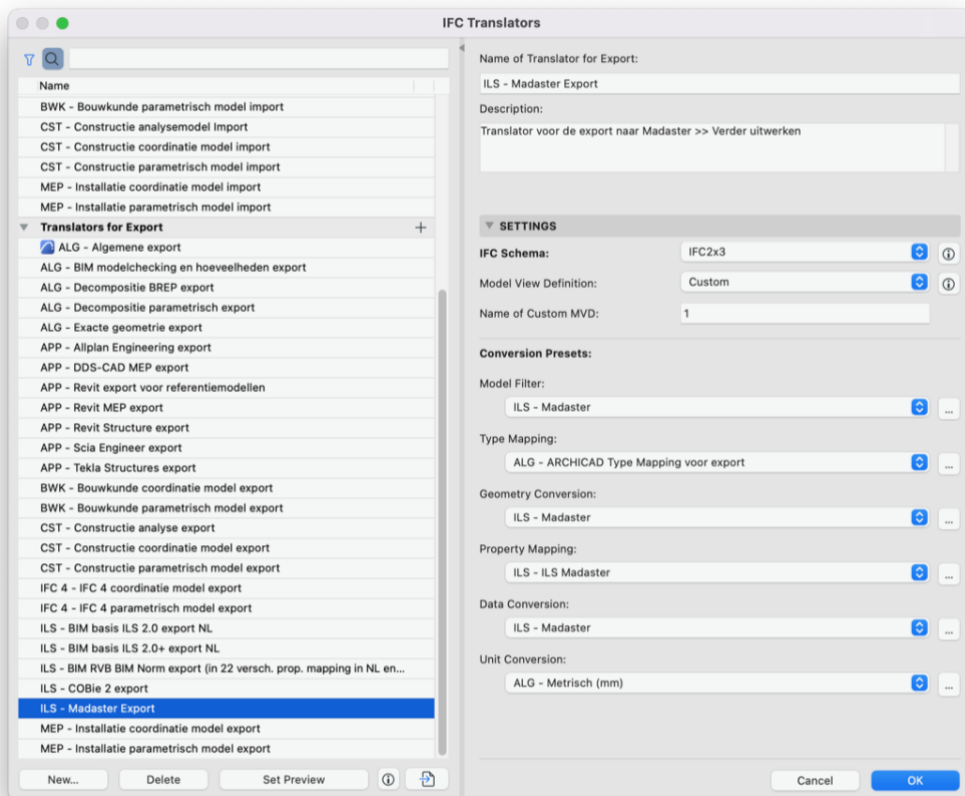 IFC Translators
Name
BWK - Bouwkunde parametrisch model import
CST - Constructie analysemodel Import
CST - Constructie coordinatie model import
CST - Constructie parametrisch model import
MEP - Installatie coordinatie model import
MEP - Installatie parametrisch model import
Translators for Export
ALG - Algemene export
ALG - BIM modelchecking en hoeveelheden export
ALG - Decompositie BREP export
ALG - Decompositie parametrisch export
ALG - Exacte geometrie export
APP - Allplan Engineering export
APP - DDS-CAD MEP export
APP - Revit export voor referentiemodellen
APP - Revit MEP export
APP - Revit Structure export
APP - Scia Engineer export
APP - Tekla Structures export
BWK - Bouwkunde coordinatie model export
BWK - Bouwkunde parametrisch model export
CST - Constructie analyse export
CST - Constructie coordinatie model export
CST - Constructie parametrisch model export
IFC 4 - IFC 4 coordinatie model export
IFC 4 - IFC 4 parametrisch model export
ILS - BIM basis ILS 2.0 export NL
ILS - BIM basis ILS 2.0+ export NL
ILS - BIM RVB BIM Norm export (in 22 versch. prop. mapping in NL en...
ILS - COBie 2 export
ILS - Madaster Export
MEP - Installatie coordinatie model export
MEP - Installatie parametrisch model export
New...
Delete
Set Preview
Name of Translator for Export:
ILS - Madaster Export
Description:
Translator voor de export naar Madaster >> Verder uitwerken
SETTINGS
IFC Schema:
IFC2x3
Model View Definition:
Custom
Name of Custom MVD:
1
Conversion Presets:
Model Filter:
ILS - Madaster
...
Type Mapping:
ALG - ARCHICAD Type Mapping voor export
...
Geometry Conversion:
ILS - Madaster
...
Property Mapping:
ILS - ILS Madaster
...
Data Conversion:
ILS - Madaster
...
Unit Conversion:
ALG - Metrisch (mm)
...
Cancel
OK